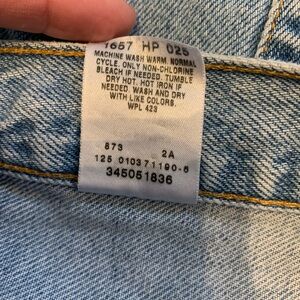 1657 HP 025
MACHINE WASH WARM, NORMAL
CYCLE. ONLY NON-CHLORINE
BLEACH IF NEEDED. TUMBLE
DRY HOT. HOT IRON IF
NEEDED. WASH AND DRY
WITH LIKE COLORS.
WPL 423
573 2A
125 010371190-6
345051836